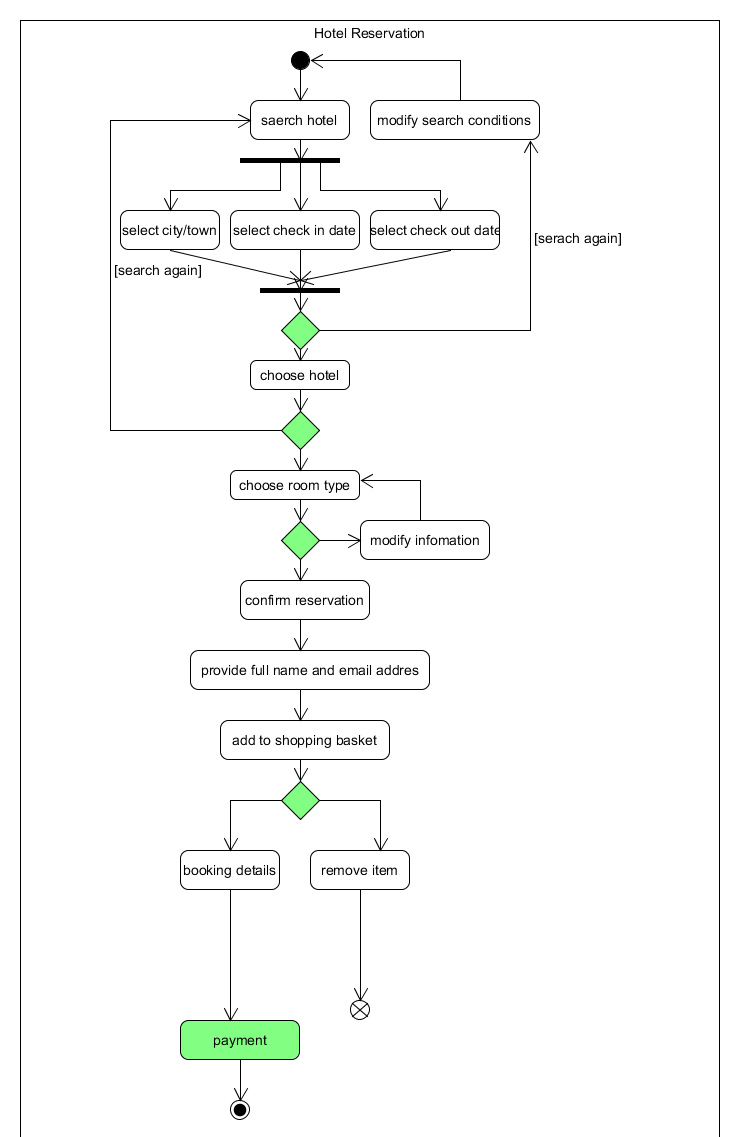 Hotel Reservation
saerch hotel
modify search conditions
select city/town
select check in date
select check out date
[serach again]
[search again]
choose hotel
choose room type
modify infomation
confirm reservation
provide full name and email addres
add to shopping basket
booking details
remove item
payment